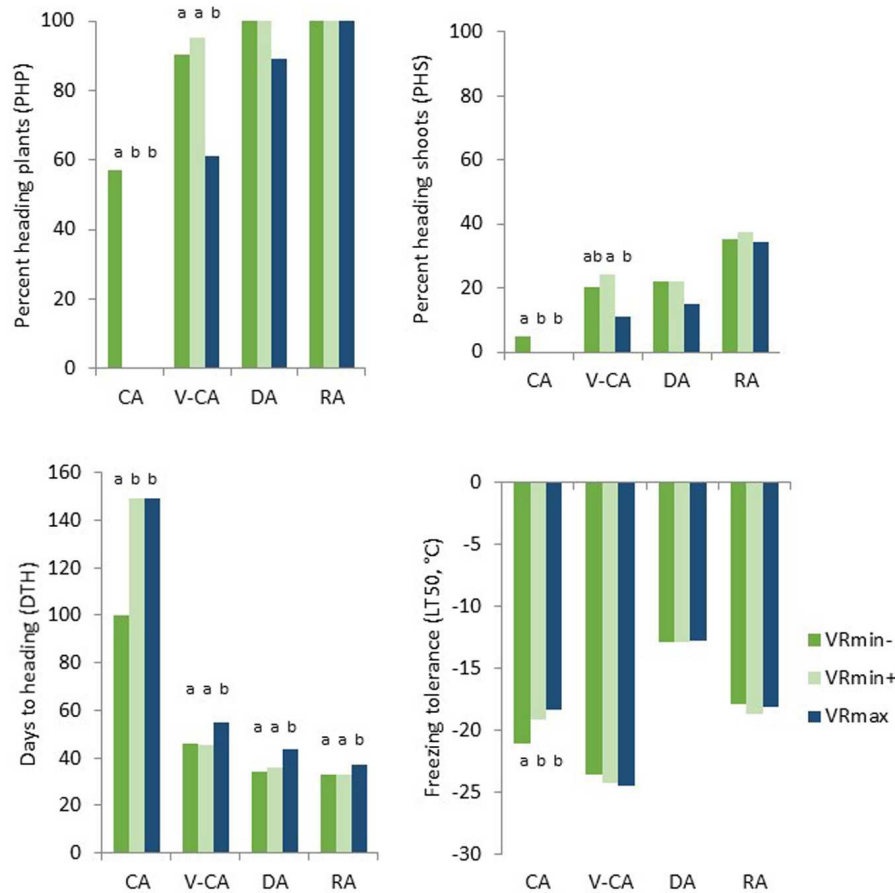 Percent heading plants (PHP)
100
80
60
40
20
0
a b b
a a b
CA V-CA DA RA
Percent heading shoots (PHS)
100
80
60
40
20
0
a b b
ab a b
CA V-CA DA RA
Days to heading (DTH)
160
140
120
100
80
60
40
20
0
a b b
a a b
a a b
a a b
CA V-CA DA RA
Freezing tolerance (LT50, °C)
0
-5
-10
-15
-20
-25
-30
a b b
CA V-CA DA RA
VRmin-
VRmin+
VRmax